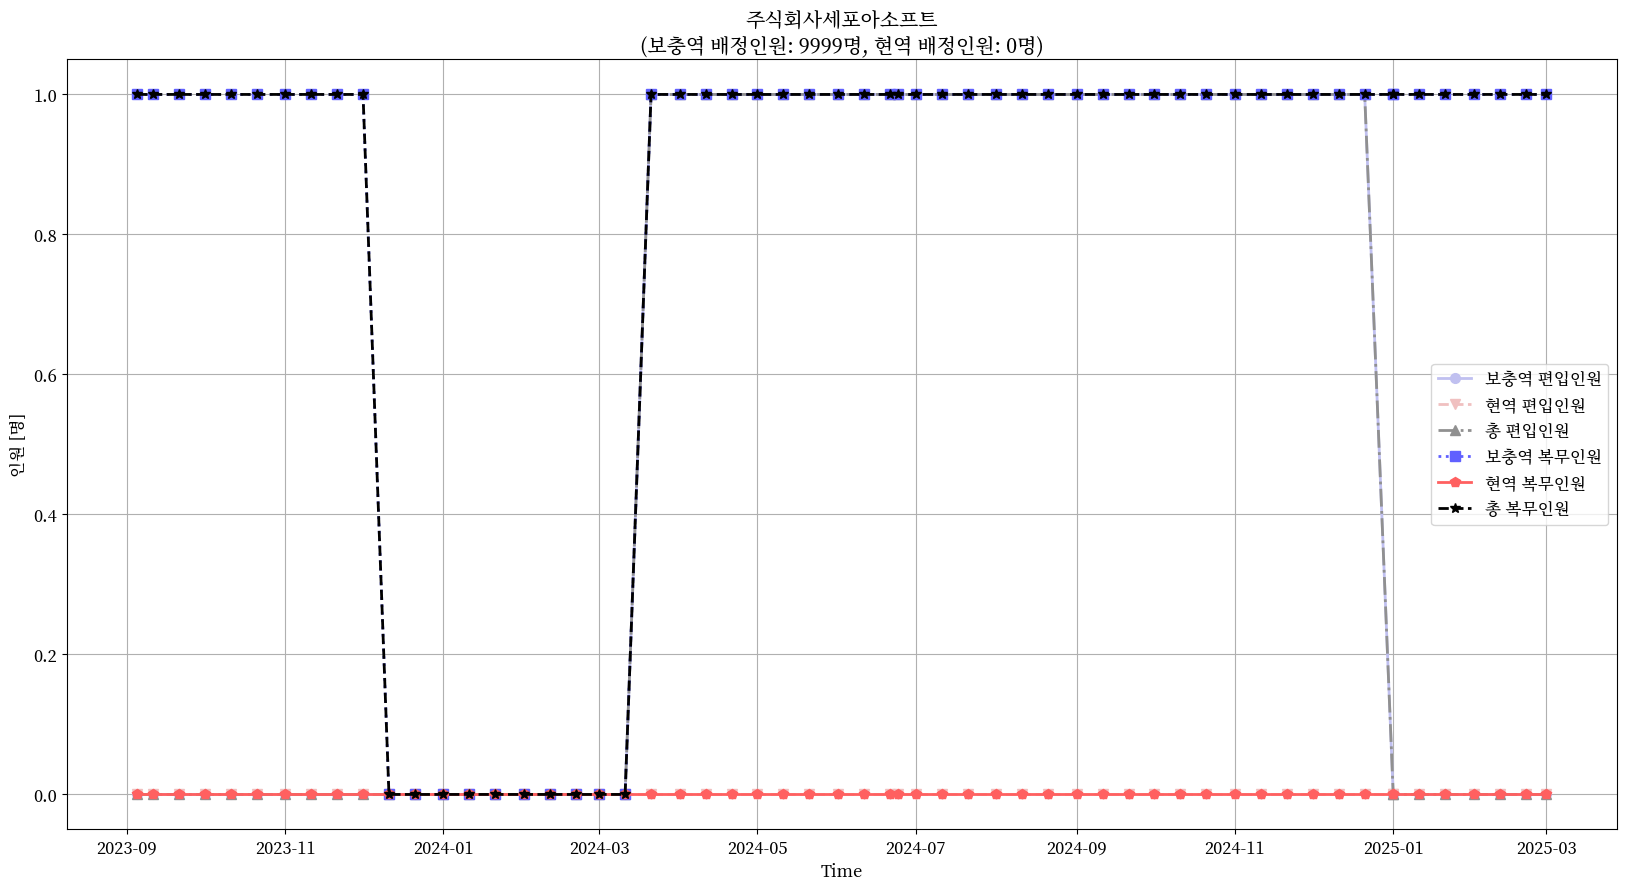 주식회사세포아소프트
(보충역 배정인원: 9999명, 현역 배정인원: 0명)
인원 [명]
1.0
0.8
0.6
0.4
0.2
0.0
보충역 편입인원
현역 편입인원
총 편입인원
보충역 복무인원
현역 복무인원
총 복무인원
2023-09
2023-11
2024-01
2024-03
2024-05
2024-07
2024-09
2024-11
2025-01
2025-03
Time